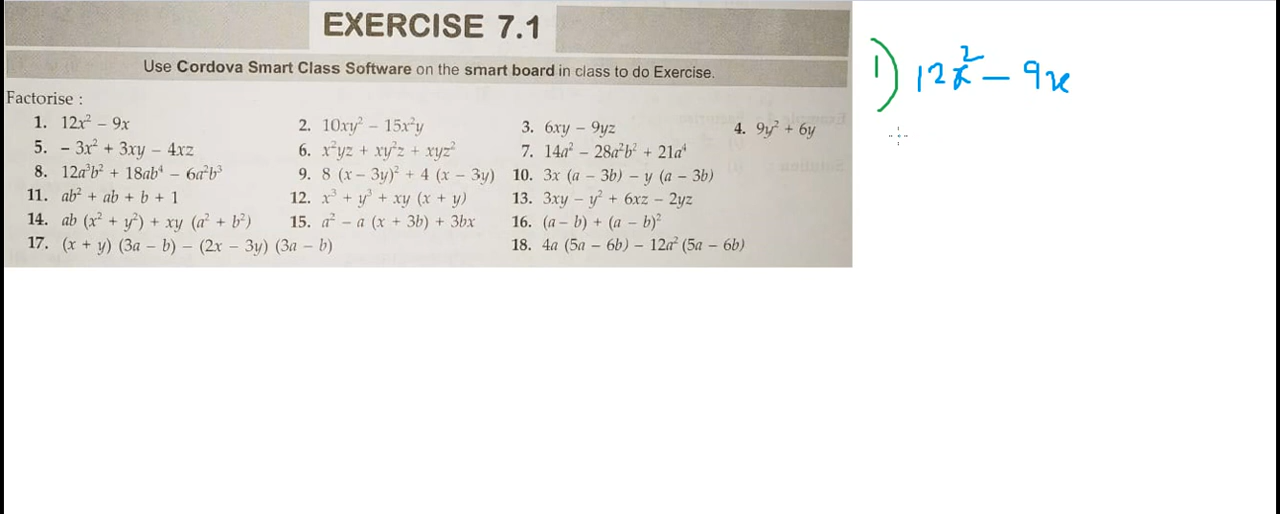 EXERCISE 7.1
Use Cordova Smart Class Software on the smart board in class to do Exercise.
Factorise :
1. 12x² – 9x 2. 10xy² – 15x²y 3. 6xy – 9yz 4. 9y² + 6y
5. – 3x² + 3xy – 4xz 6. x²yz + xy²z + xyz² 7. 14a² – 28a²b² + 21a⁴
8. 12a³b² + 18ab⁴ – 6a²b³ 9. 8 (x – 3y)² + 4 (x – 3y) 10. 3x (a – 3b) – y (a – 3b)
11. ab² + ab + b + 1 12. x³ + y³ + xy (x + y) 13. 3xy – y² + 6xz – 2yz
14. ab (x² + y²) + xy (a² + b²) 15. a² – a (x + 3b) + 3bx 16. (a – b) + (a – b)²
17. (x + y) (3a – b) – (2x – 3y) (3a – b) 18. 4a (5a – 6b) – 12a² (5a – 6b)
1) 12x² – 9x